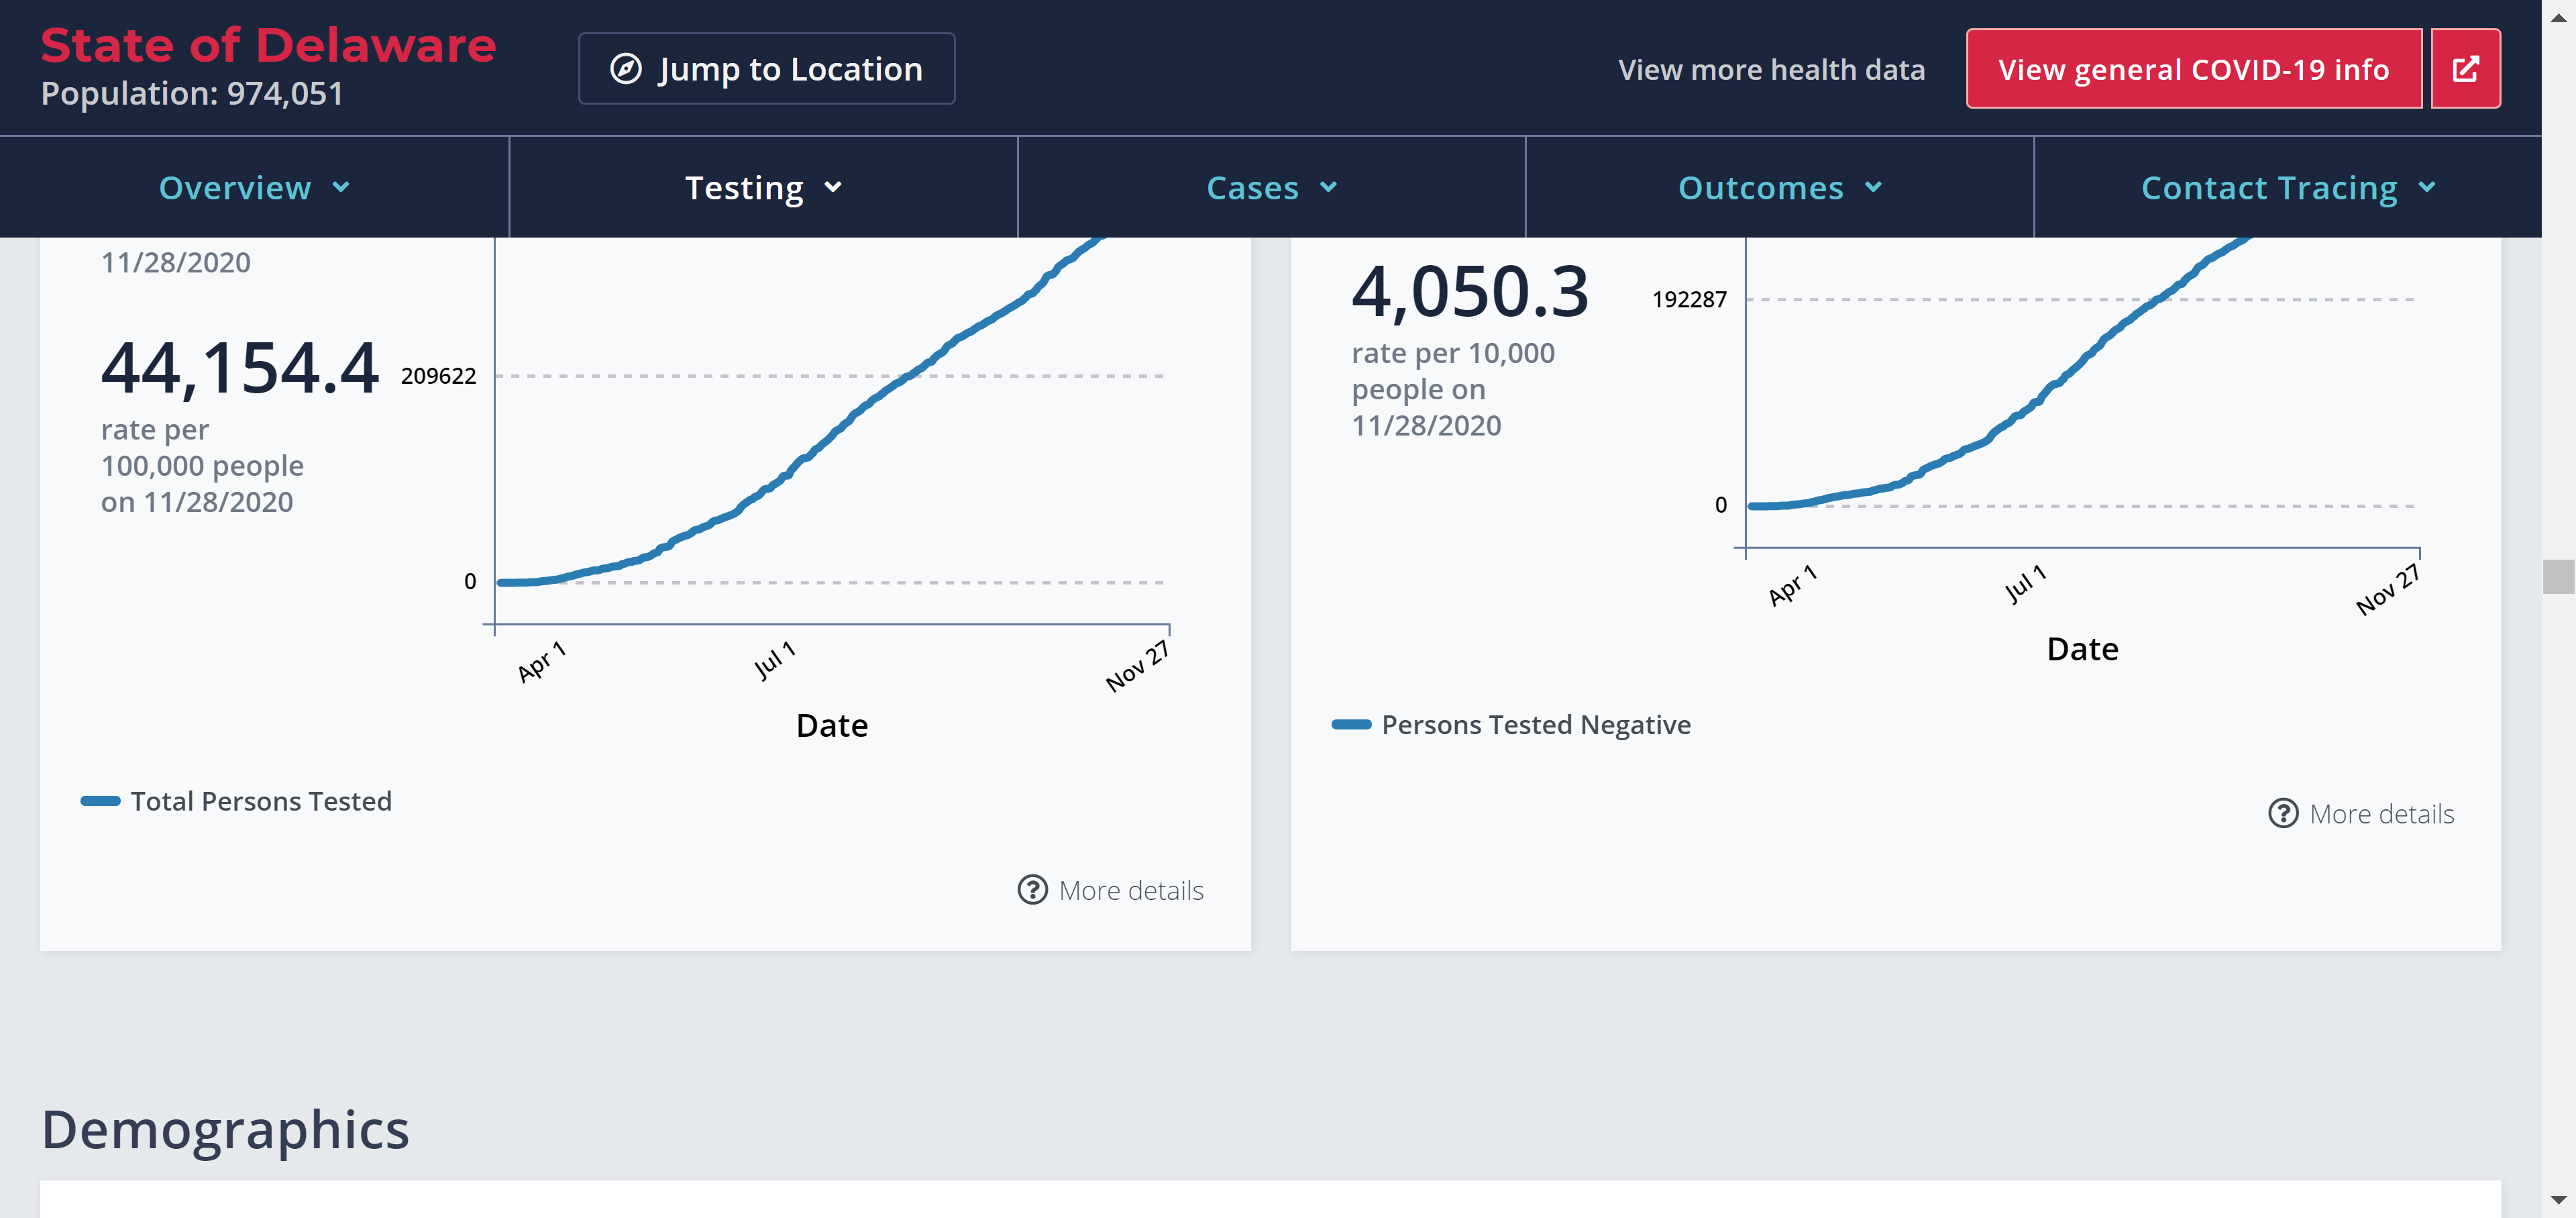 State of Delaware
Population: 974,051
Jump to Location
View more health data
View general COVID-19 info
Overview
Testing
Cases
Outcomes
Contact Tracing
11/28/2020
44,154.4
rate per
100,000 people
on 11/28/2020
209622
0
Apr 1
Jul 1
Nov 27
Date
Total Persons Tested
More details
4,050.3
rate per 10,000
people on
11/28/2020
192287
0
Apr 1
Jul 1
Nov 27
Date
Persons Tested Negative
More details
Demographics